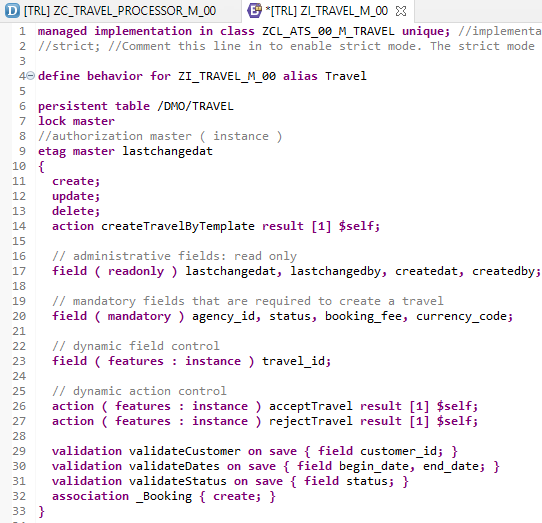 [TRL] ZC_TRAVEL_PROCESSOR_M_00 *[TRL] ZI_TRAVEL_M_00
1 managed implementation in class ZCL_ATS_00_M_TRAVEL unique; //implementa
2 //strict; //Comment this line in to enable strict mode. The strict mode
3
4 define behavior for ZI_TRAVEL_M_00 alias Travel
5
6 persistent table /DMO/TRAVEL
7 lock master
8 //authorization master ( instance )
9 etag master lastchangedat
10 {
11 create;
12 update;
13 delete;
14 action createTravelByTemplate result [1] $self;
15
16 // administrative fields: read only
17 field ( readonly ) lastchangedat, lastchangedby, createdat, createdby;
18
19 // mandatory fields that are required to create a travel
20 field ( mandatory ) agency_id, status, booking_fee, currency_code;
21
22 // dynamic field control
23 field ( features : instance ) travel_id;
24
25 // dynamic action control
26 action ( features : instance ) acceptTravel result [1] $self;
27 action ( features : instance ) rejectTravel result [1] $self;
28
29 validation validateCustomer on save { field customer_id; }
30 validation validateDates on save { field begin_date, end_date; }
31 validation validateStatus on save { field status; }
32 association _Booking { create; }
33 }